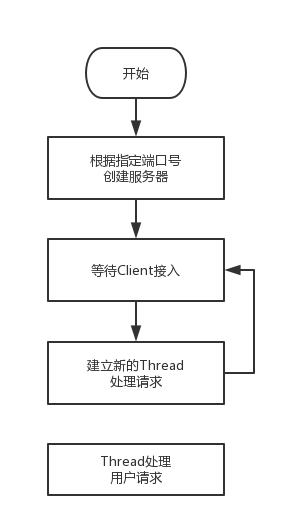 开始
根据指定端口号
创建服务器
等待Client接入
建立新的Thread
处理请求
Thread处理
用户请求